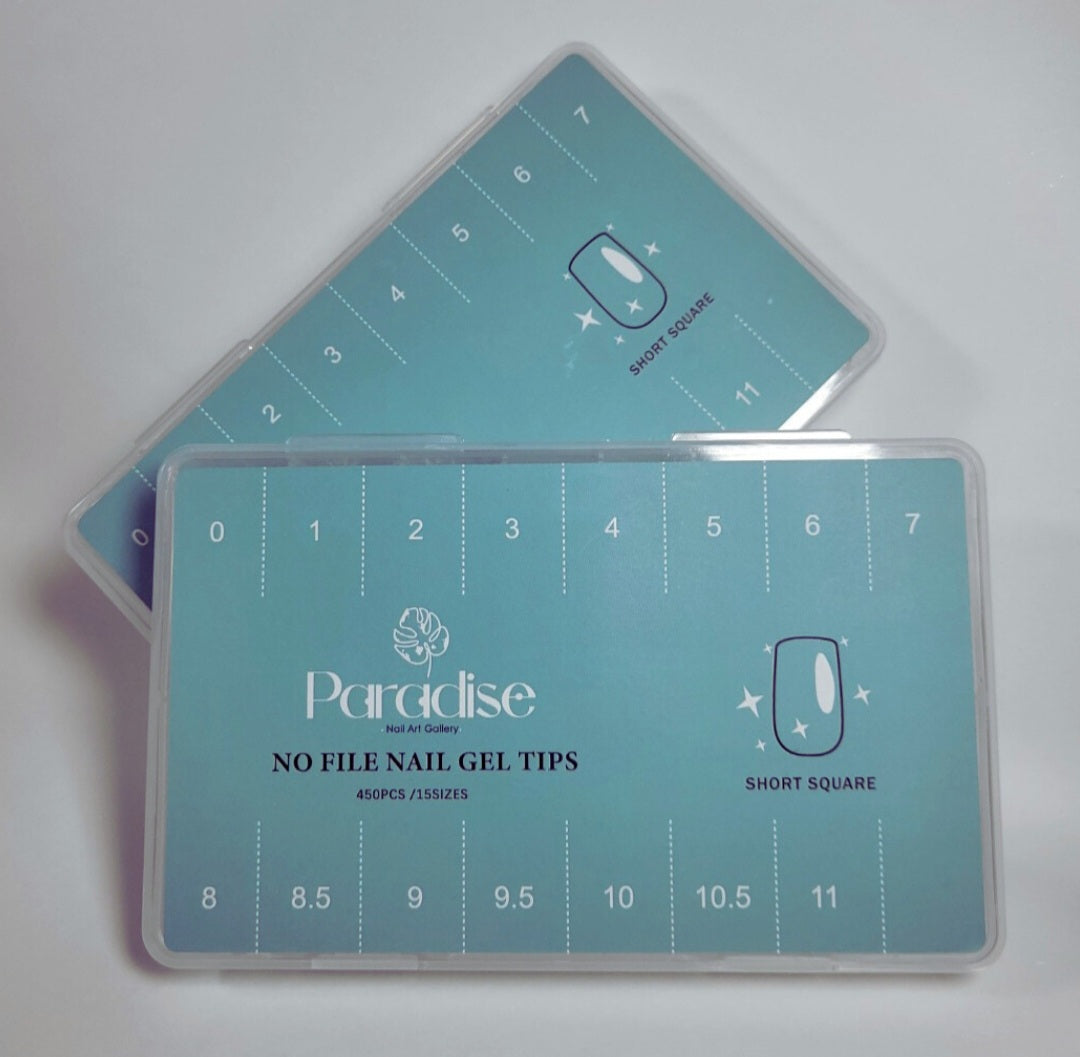 7
6
5
4
3
2
0
SHORT SQUARE
11
0 1 2 3 4 5 6 7
Paradise
Nail Art Gallery
NO FILE NAIL GEL TIPS
450PCS /15SIZES
SHORT SQUARE
8 8.5 9 9.5 10 10.5 11